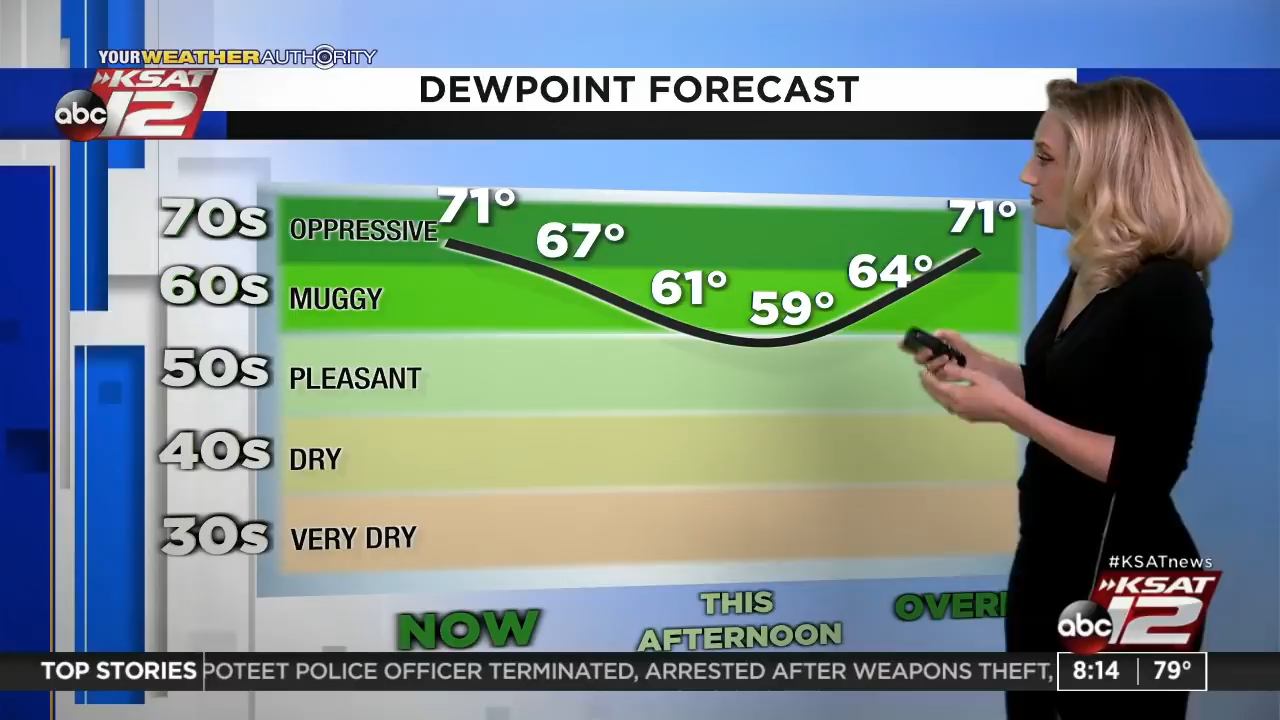 YOUR WEATHER AUTHORITY
KSAT
abc 12
DEWPOINT FORECAST
70s OPPRESSIVE
71°
67°
61°
59°
64°
71°
60s MUGGY
50s PLEASANT
40s DRY
30s VERY DRY
NOW
THIS
AFTERNOON
#KSATnews
KSAT
abc 12
TOP STORIES POTEET POLICE OFFICER TERMINATED, ARRESTED AFTER WEAPONS THEFT, 8:14 79°